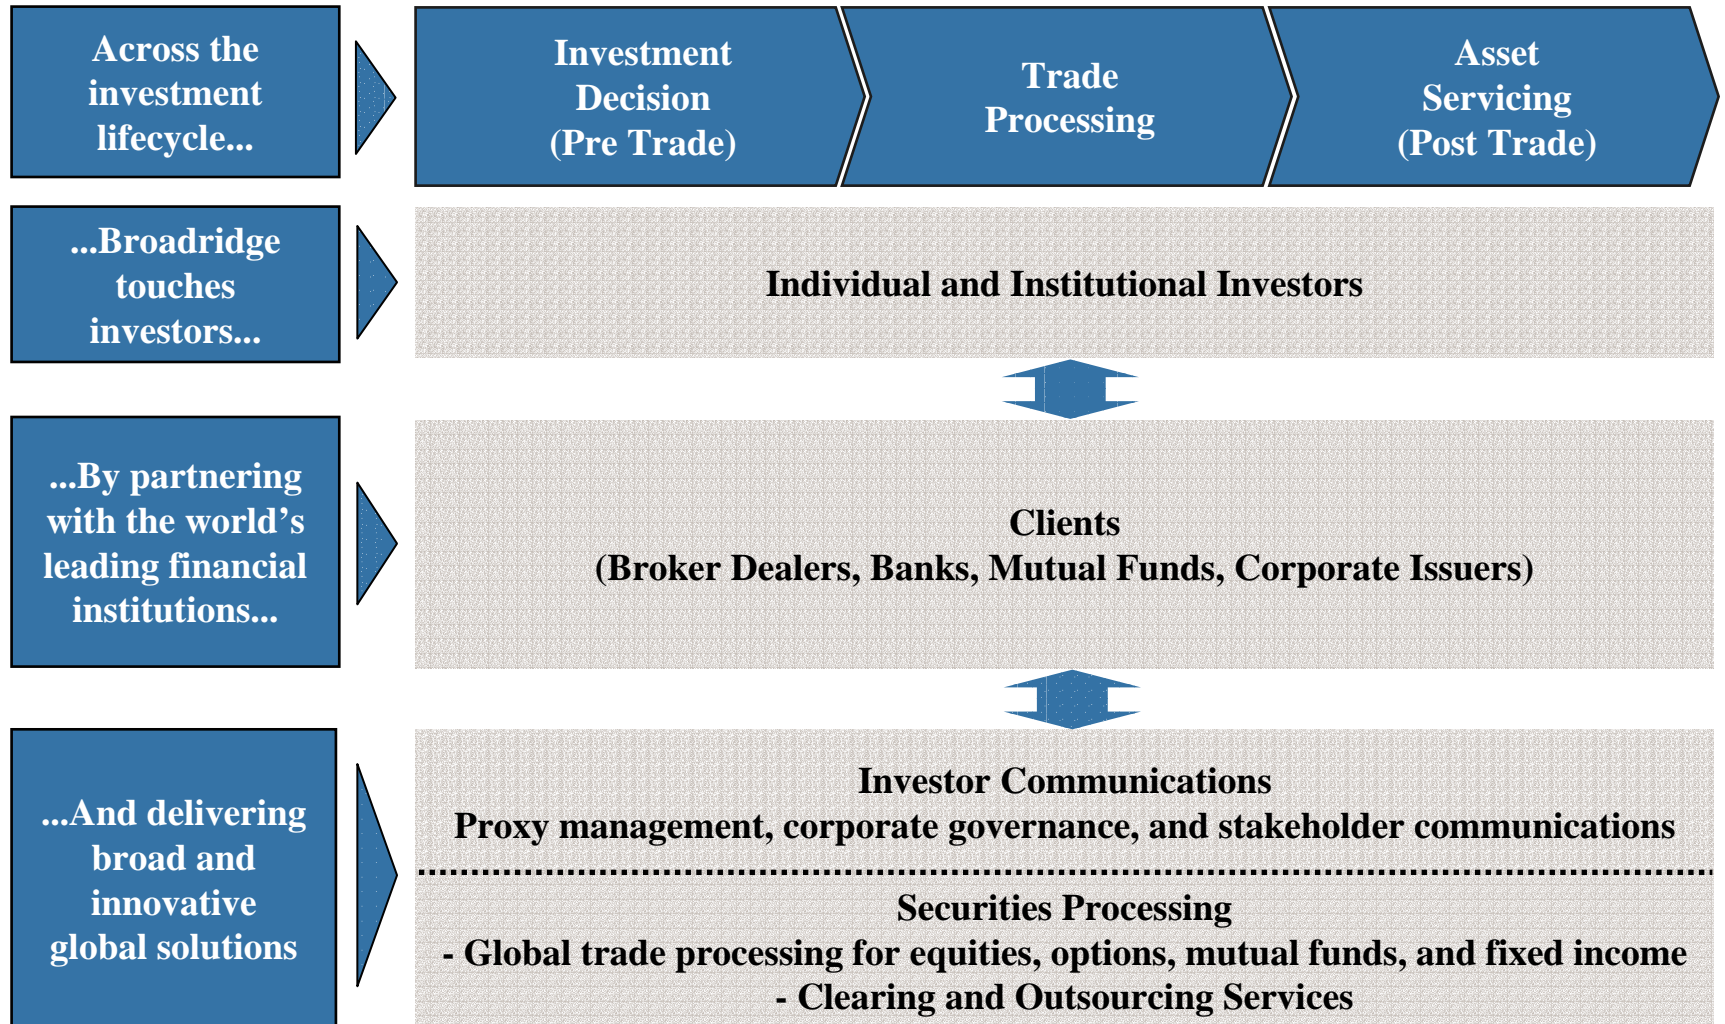 Across the
investment
lifecycle...
Investment
Decision
(Pre Trade)
Trade
Processing
Asset
Servicing
(Post Trade)
...Broadridge
touches
investors...
Individual and Institutional Investors
...By partnering
with the world’s
leading financial
institutions...
Clients
(Broker Dealers, Banks, Mutual Funds, Corporate Issuers)
...And delivering
broad and
innovative
global solutions
Investor Communications
Proxy management, corporate governance, and stakeholder communications
Securities Processing
- Global trade processing for equities, options, mutual funds, and fixed income
- Clearing and Outsourcing Services